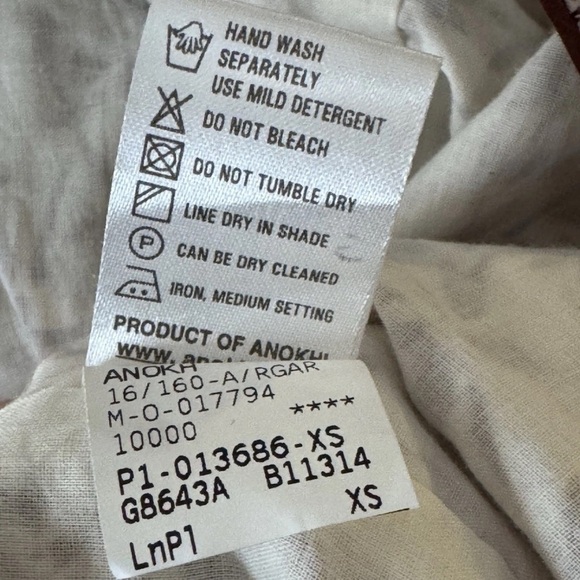 HAND WASH
SEPARATELY
USE MILD DETERGENT
DO NOT BLEACH
DO NOT TUMBLE DRY
LINE DRY IN SHADE
P
CAN BE DRY CLEANED
IRON, MEDIUM SETTING
PRODUCT OF ANOKHI
www.
ANOKH
16/160-A/RGAR
M-O-017794
10000 ****
P1-013686-XS
G8643A B11314
XS
LnP1